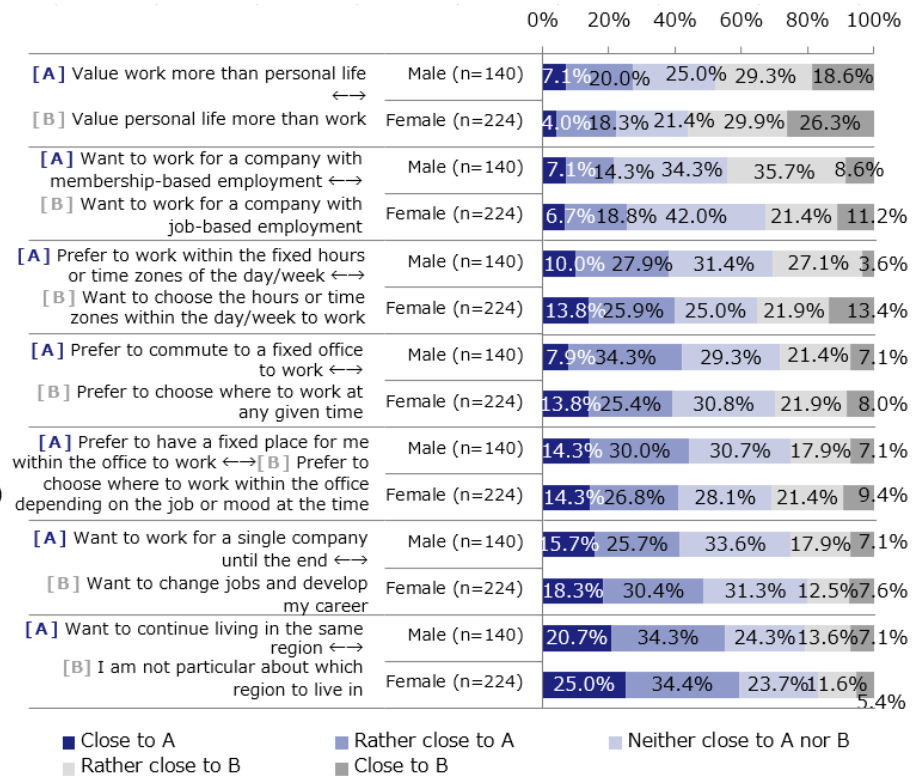 0% 20% 40% 60% 80% 100%
[A] Value work more than personal life
←→
[B] Value personal life more than work
Male (n=140) 7.1% 20.0% 25.0% 29.3% 18.6%
Female (n=224) 4.0% 18.3% 21.4% 29.9% 26.3%
[A] Want to work for a company with
membership-based employment ←→
[B] Want to work for a company with
job-based employment
Male (n=140) 7.1% 14.3% 34.3% 35.7% 8.6%
Female (n=224) 6.7% 18.8% 42.0% 21.4% 11.2%
[A] Prefer to work within the fixed hours
or time zones of the day/week ←→
[B] Want to choose the hours or time
zones within the day/week to work
Male (n=140) 10.0% 27.9% 31.4% 27.1% 3.6%
Female (n=224) 13.8% 25.9% 25.0% 21.9% 13.4%
[A] Prefer to commute to a fixed office
to work ←→
[B] Prefer to choose where to work at
any given time
Male (n=140) 7.9% 34.3% 29.3% 21.4% 7.1%
Female (n=224) 13.8% 25.4% 30.8% 21.9% 8.0%
[A] Prefer to have a fixed place for me
within the office to work ←→[B] Prefer to
choose where to work within the office
depending on the job or mood at the time
Male (n=140) 14.3% 30.0% 30.7% 17.9% 7.1%
Female (n=224) 14.3% 26.8% 28.1% 21.4% 9.4%
[A] Want to work for a single company
until the end ←→
[B] Want to change jobs and develop
my career
Male (n=140) 15.7% 25.7% 33.6% 17.9% 7.1%
Female (n=224) 18.3% 30.4% 31.3% 12.5% 7.6%
[A] Want to continue living in the same
region ←→
[B] I am not particular about which
region to live in
Male (n=140) 20.7% 34.3% 24.3% 13.6% 7.1%
Female (n=224) 25.0% 34.4% 23.7% 11.6% 5.4%
Close to A
Rather close to A
Neither close to A nor B
Rather close to B
Close to B